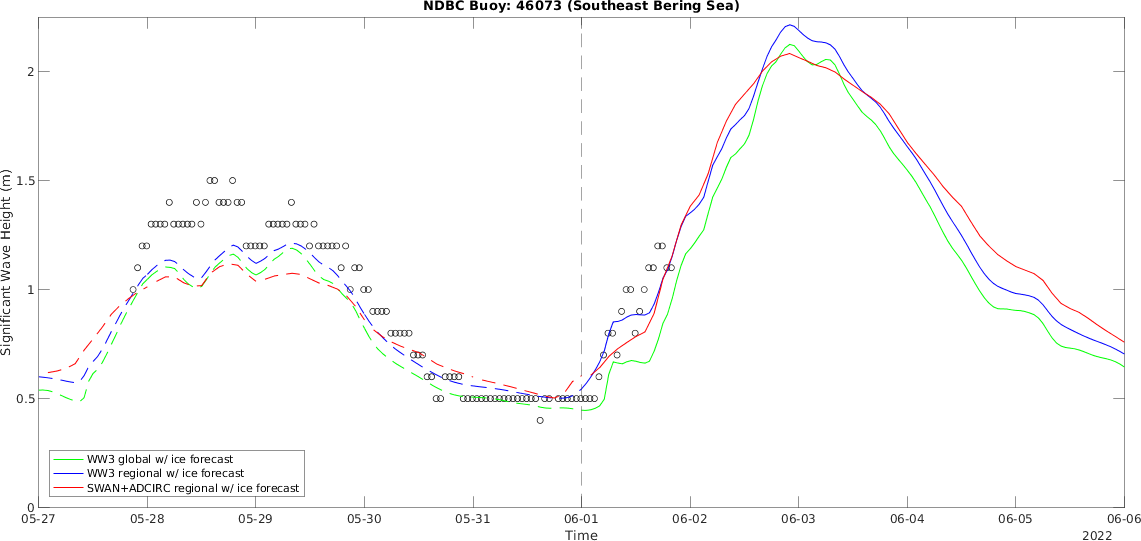 NDBC Buoy: 46073 (Southeast Bering Sea)
Significant Wave Height (m)
2
1.5
1
0.5
0
WW3 global w/ ice forecast
WW3 regional w/ ice forecast
SWAN+ADCIRC regional w/ ice forecast
05-27 05-28 05-29 05-30 05-31 06-01 06-02 06-03 06-04 06-05 06-06
Time
2022